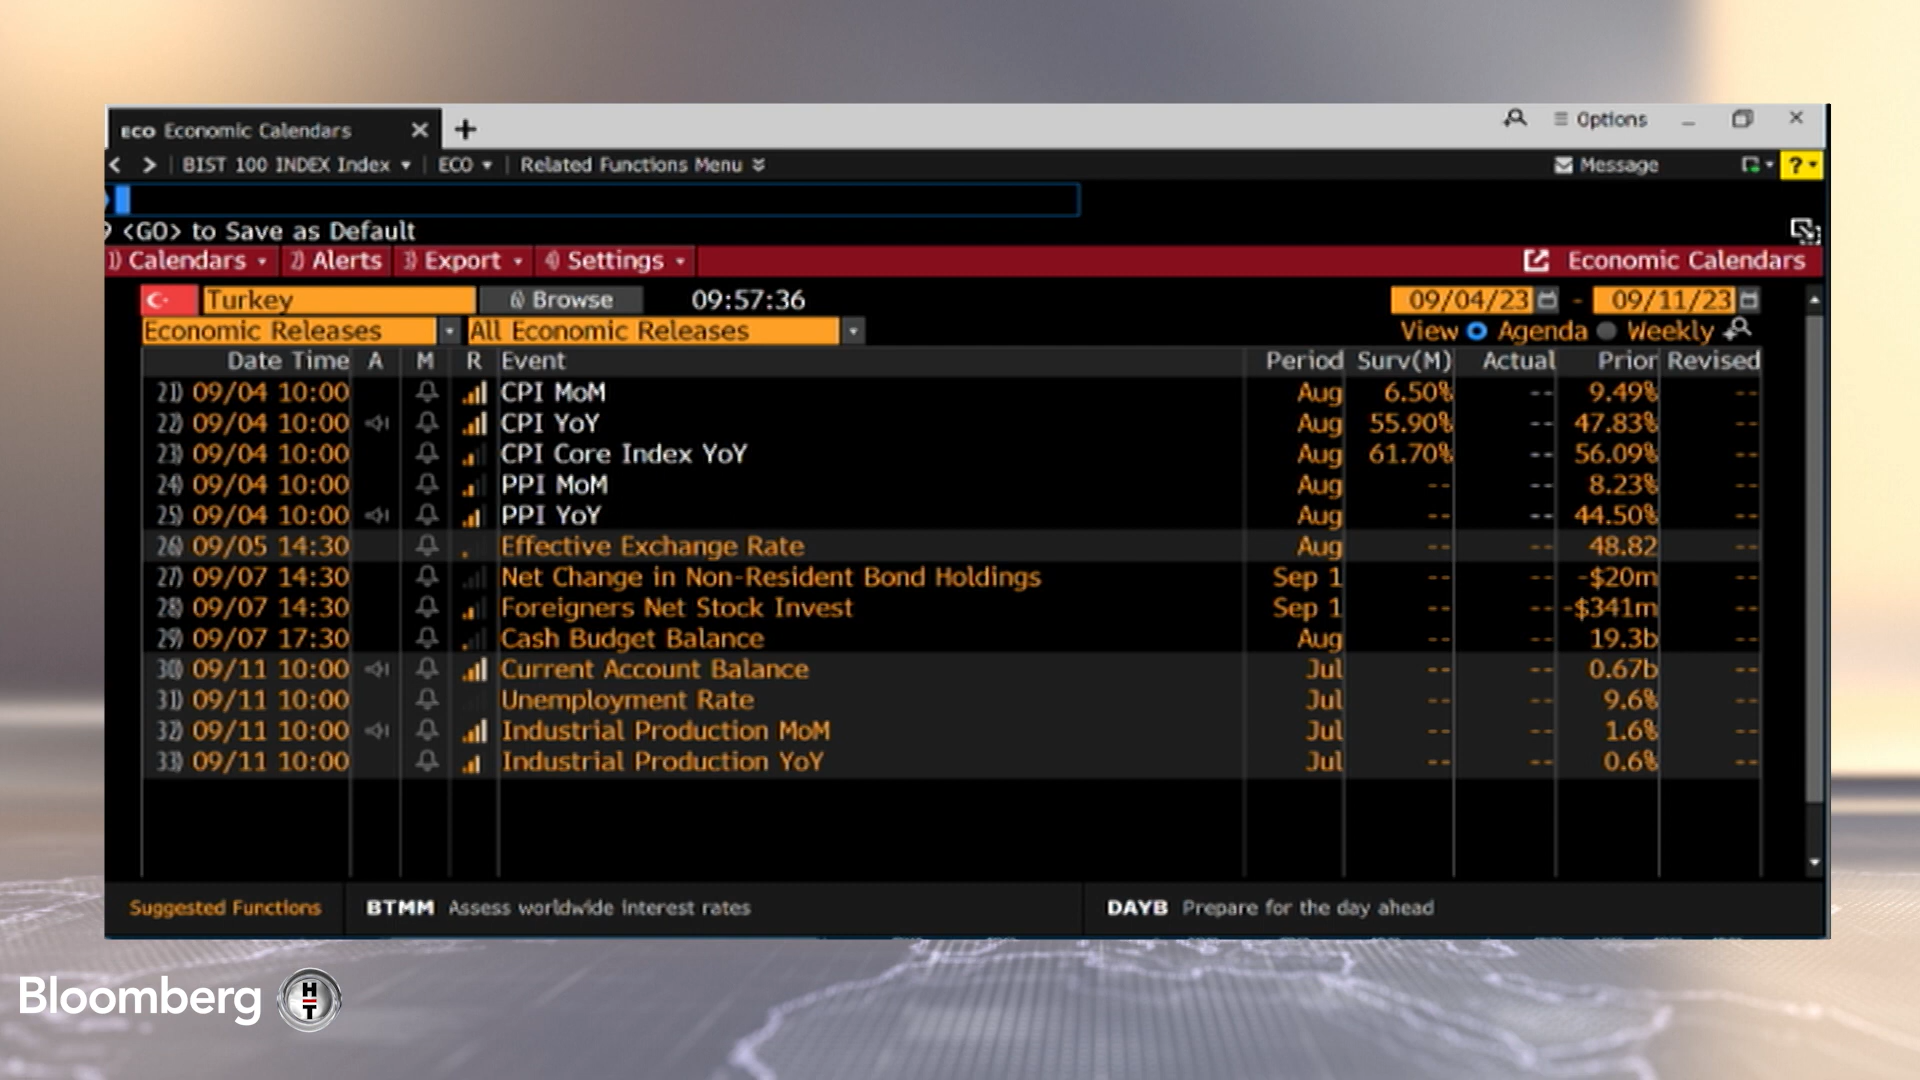 ECO Economic Calendars
Options
BIST 100 INDEX Index ECO Related Functions Menu Message ?
<GO> to Save as Default
1) Calendars 2) Alerts 3) Export 4) Settings Economic Calendars
Turkey 6) Browse 09:57:36 09/04/23 - 09/11/23
Economic Releases All Economic Releases View Agenda Weekly
Date Time A M R Event Period Surv(M) Actual Prior Revised
21) 09/04 10:00 CPI MoM Aug 6.50% -- 9.49% --
22) 09/04 10:00 CPI YoY Aug 55.90% -- 47.83% --
23) 09/04 10:00 CPI Core Index YoY Aug 61.70% -- 56.09% --
24) 09/04 10:00 PPI MoM Aug -- -- 8.23% --
25) 09/04 10:00 PPI YoY Aug -- -- 44.50% --
26) 09/05 14:30 Effective Exchange Rate Aug -- -- 48.82 --
27) 09/07 14:30 Net Change in Non-Resident Bond Holdings Sep 1 -- -- -$20m --
28) 09/07 14:30 Foreigners Net Stock Invest Sep 1 -- -- -$341m --
29) 09/07 17:30 Cash Budget Balance Aug -- -- 19.3b --
30) 09/11 10:00 Current Account Balance Jul -- -- 0.67b --
31) 09/11 10:00 Unemployment Rate Jul -- -- 9.6% --
32) 09/11 10:00 Industrial Production MoM Jul -- -- 1.6% --
33) 09/11 10:00 Industrial Production YoY Jul -- -- 0.6% --
Suggested Functions BTMM Assess worldwide interest rates DAYB Prepare for the day ahead
Bloomberg HT